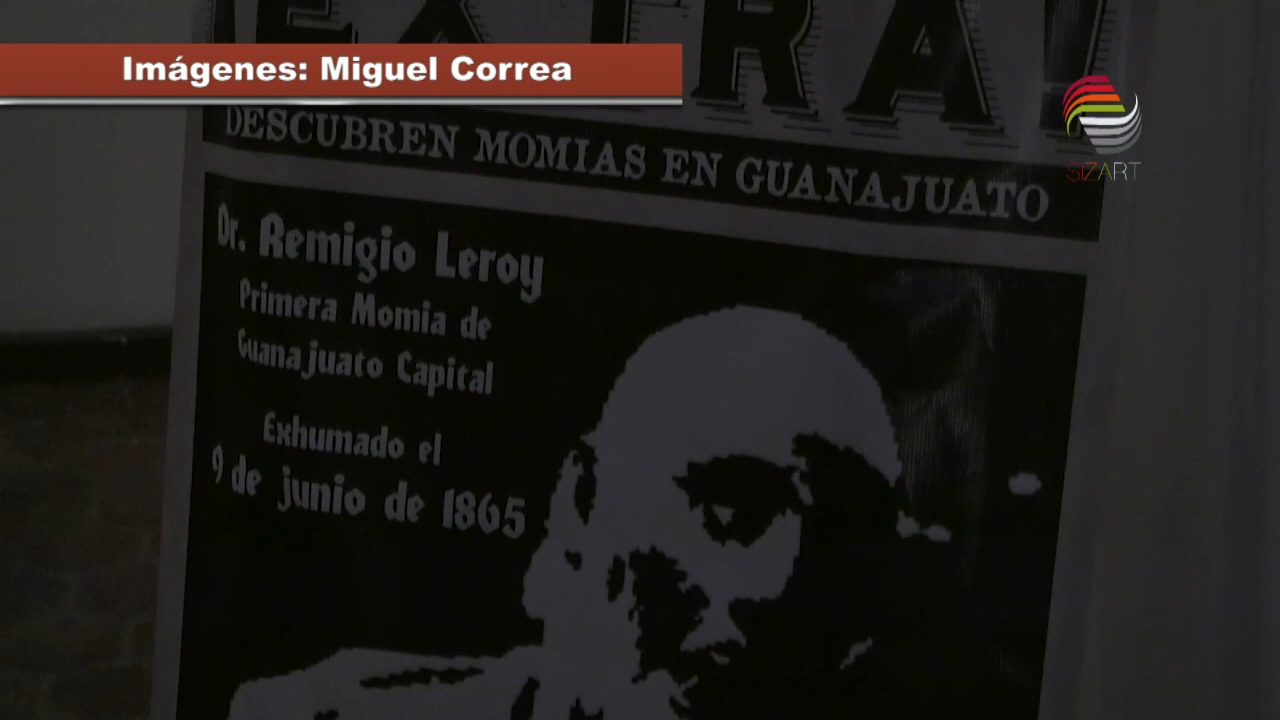 EXTRA!
Imágenes: Miguel Correa
SIZART
DESCUBREN MOMIAS EN GUANAJUATO
Dr. Remigio Leroy
Primera Momia de
Guanajuato Capital
Exhumado el
9 de junio de 1865